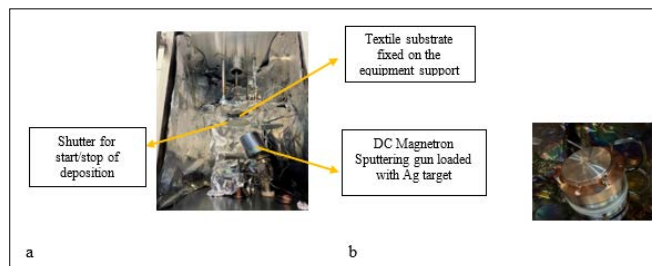 Textile substrate
fixed on the
equipment support
Shutter for
start/stop of
deposition
DC Magnetron
Sputtering gun loaded
with Ag target
a
b